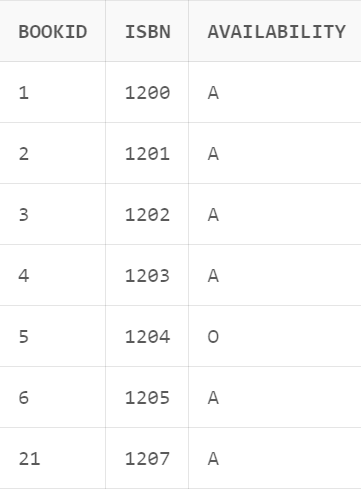 BOOKID ISBN AVAILABILITY
1 1200 A
2 1201 A
3 1202 A
4 1203 A
5 1204 O
6 1205 A
21 1207 A